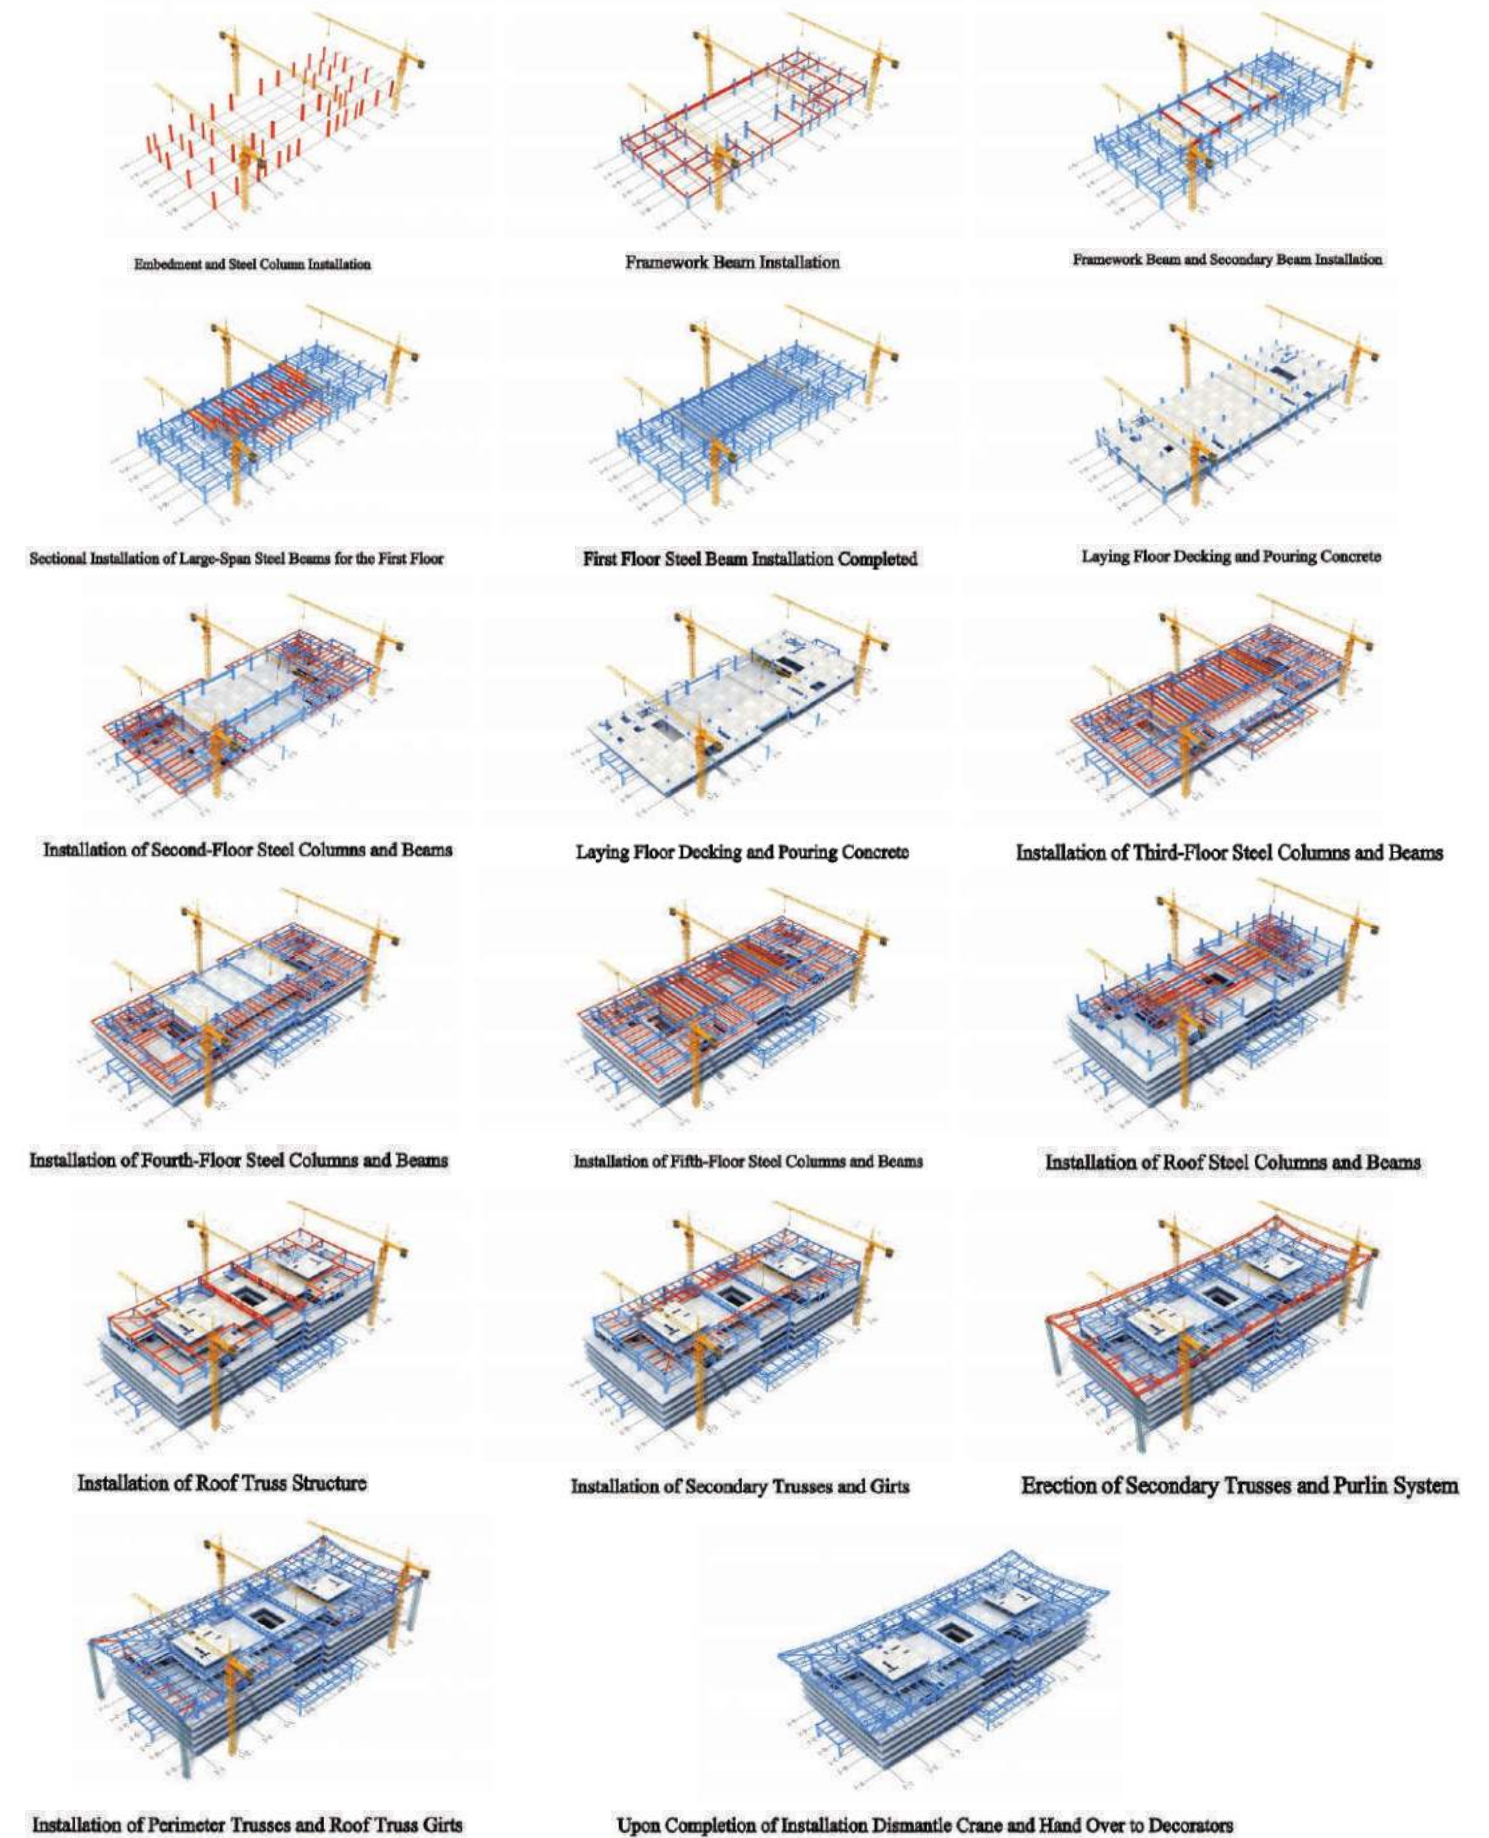 Embedment and Steel Column Installation
Framework Beam Installation
Framework Beam and Secondary Beam Installation
Sectional Installation of Large-Span Steel Beams for the First Floor
First Floor Steel Beam Installation Completed
Laying Floor Decking and Pouring Concrete
Installation of Second-Floor Steel Columns and Beams
Laying Floor Decking and Pouring Concrete
Installation of Third-Floor Steel Columns and Beams
Installation of Fourth-Floor Steel Columns and Beams
Installation of Fifth-Floor Steel Columns and Beams
Installation of Roof Steel Columns and Beams
Installation of Roof Truss Structure
Installation of Secondary Trusses and Girts
Erection of Secondary Trusses and Purlin System
Installation of Perimeter Trusses and Roof Truss Girts
Upon Completion of Installation Dismantle Crane and Hand Over to Decorators